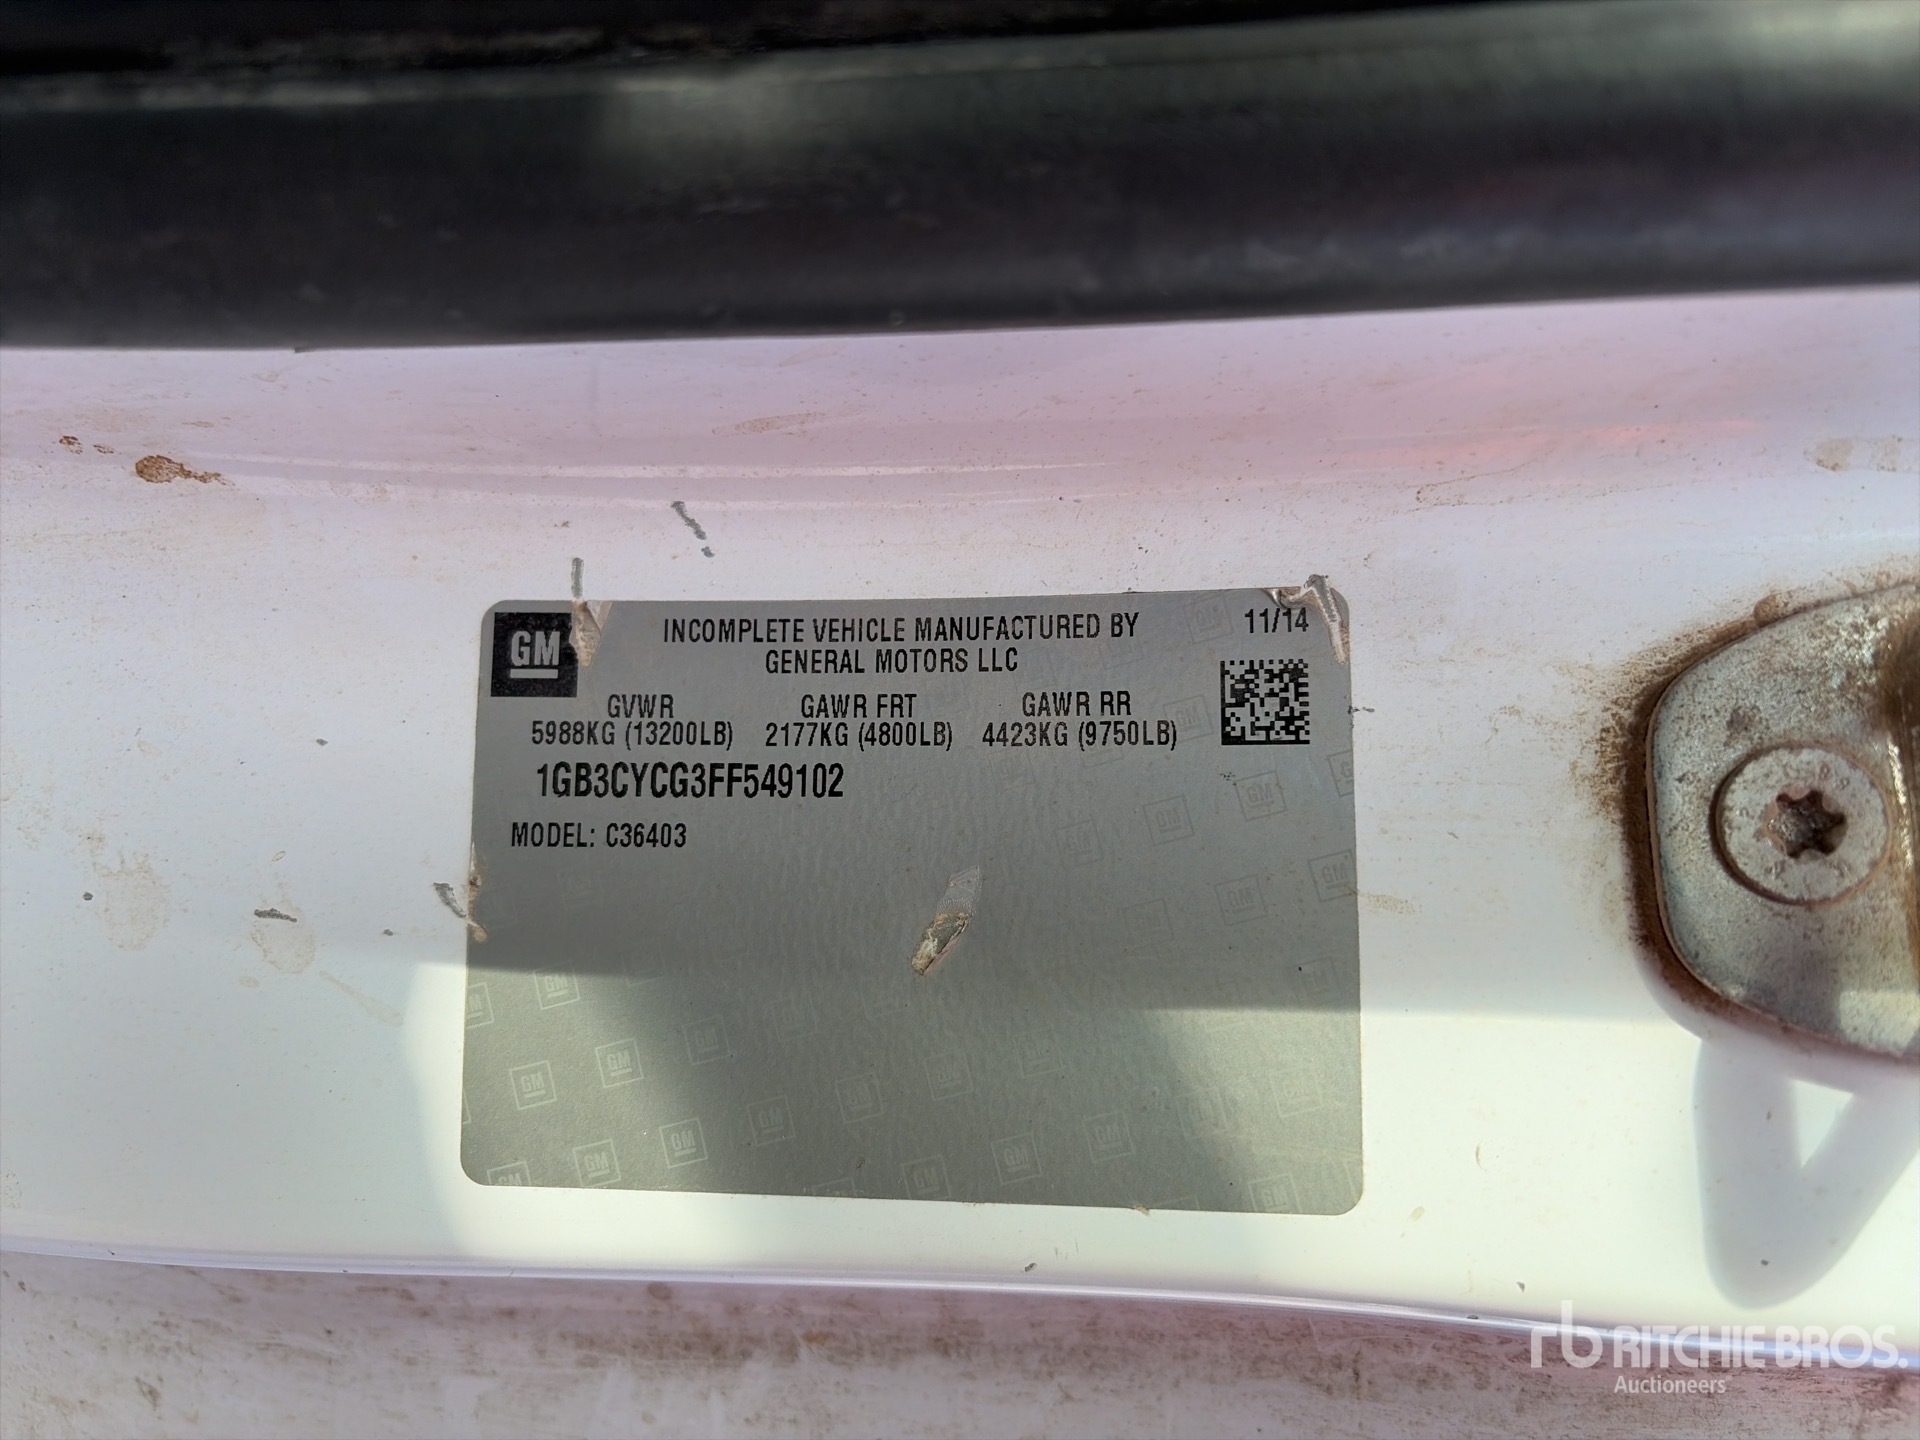 GM
INCOMPLETE VEHICLE MANUFACTURED BY
11/14
GENERAL MOTORS LLC
GVWR GAWR FRT GAWR RR
5988KG (13200LB) 2177KG (4800LB) 4423KG (9750LB)
1GB3CYCG3FF549102
MODEL: C36403
rb RITCHIE BROS.
Auctioneers